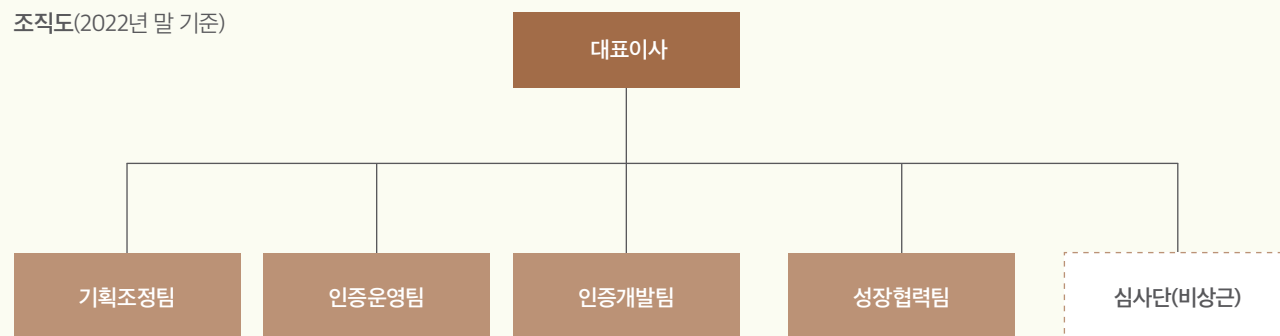 조직도(2022년 말 기준)
대표이사
기획조정팀
인증운영팀
인증개발팀
성장협력팀
심사단(비상근)